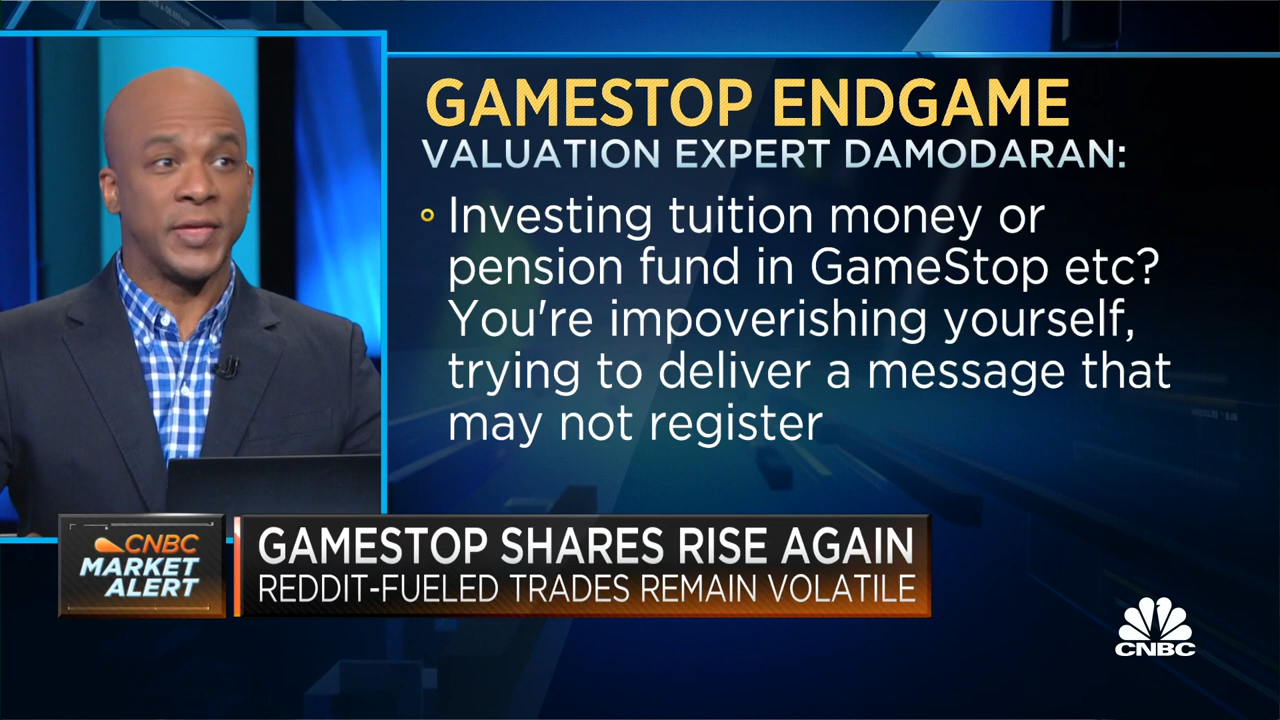 GAMESTOP ENDGAME
VALUATION EXPERT DAMODARAN:
Investing tuition money or
pension fund in GameStop etc?
You're impoverishing yourself,
trying to deliver a message that
may not register
CNBC
MARKET
ALERT
GAMESTOP SHARES RISE AGAIN
REDDIT-FUELED TRADES REMAIN VOLATILE
CNBC